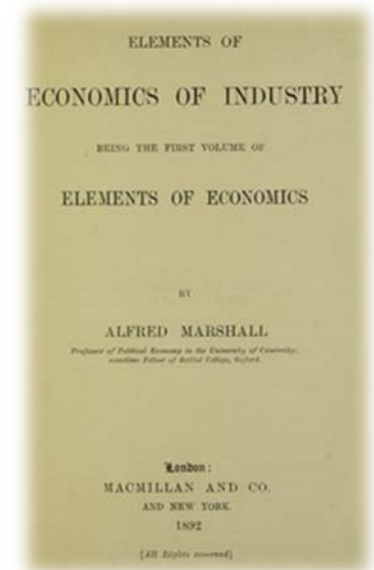 ELEMENTS OF
ECONOMICS OF INDUSTRY
BEING THE FIRST VOLUME OF
ELEMENTS OF ECONOMICS
BY
ALFRED MARSHALL
Professor of Political Economy in the University of Cambridge,
sometime Fellow of Balliol College, Oxford.
London:
MACMILLAN AND CO.
AND NEW YORK.
1892
[All Rights reserved]